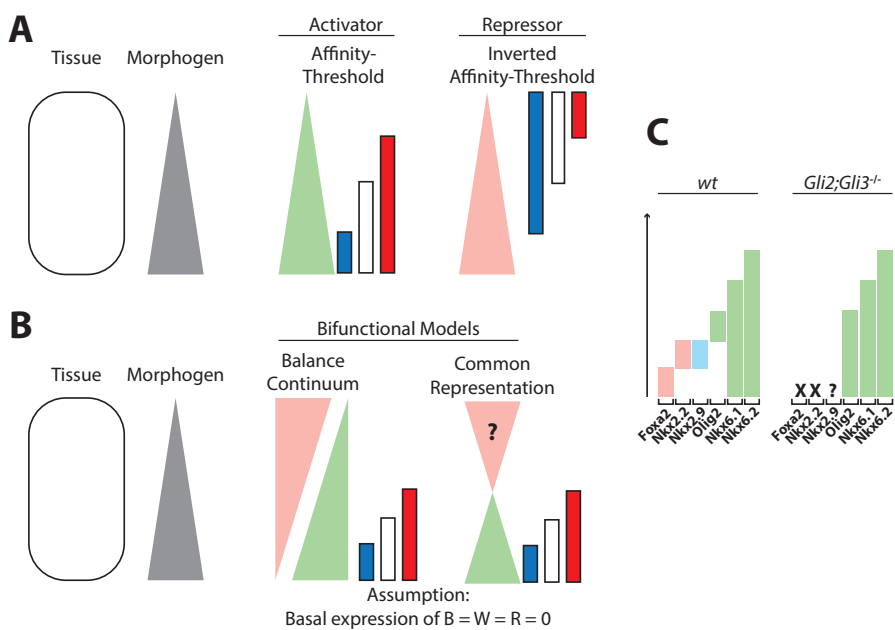 A
Tissue
Morphogen
Activator
Affinity-
Threshold
Repressor
Inverted
Affinity-Threshold
B
Tissue
Morphogen
Bifunctional Models
Balance
Continuum
Common
Representation
?
Assumption:
Basal expression of B = W = R = 0
C
wt
Gli2;Gli3-/-
X X ?
Foxa2
Nkx2.2
Nkx2.9
Olig2
Nkx6.1
Nkx6.2
Foxa2
Nkx2.2
Nkx2.9
Olig2
Nkx6.1
Nkx6.2